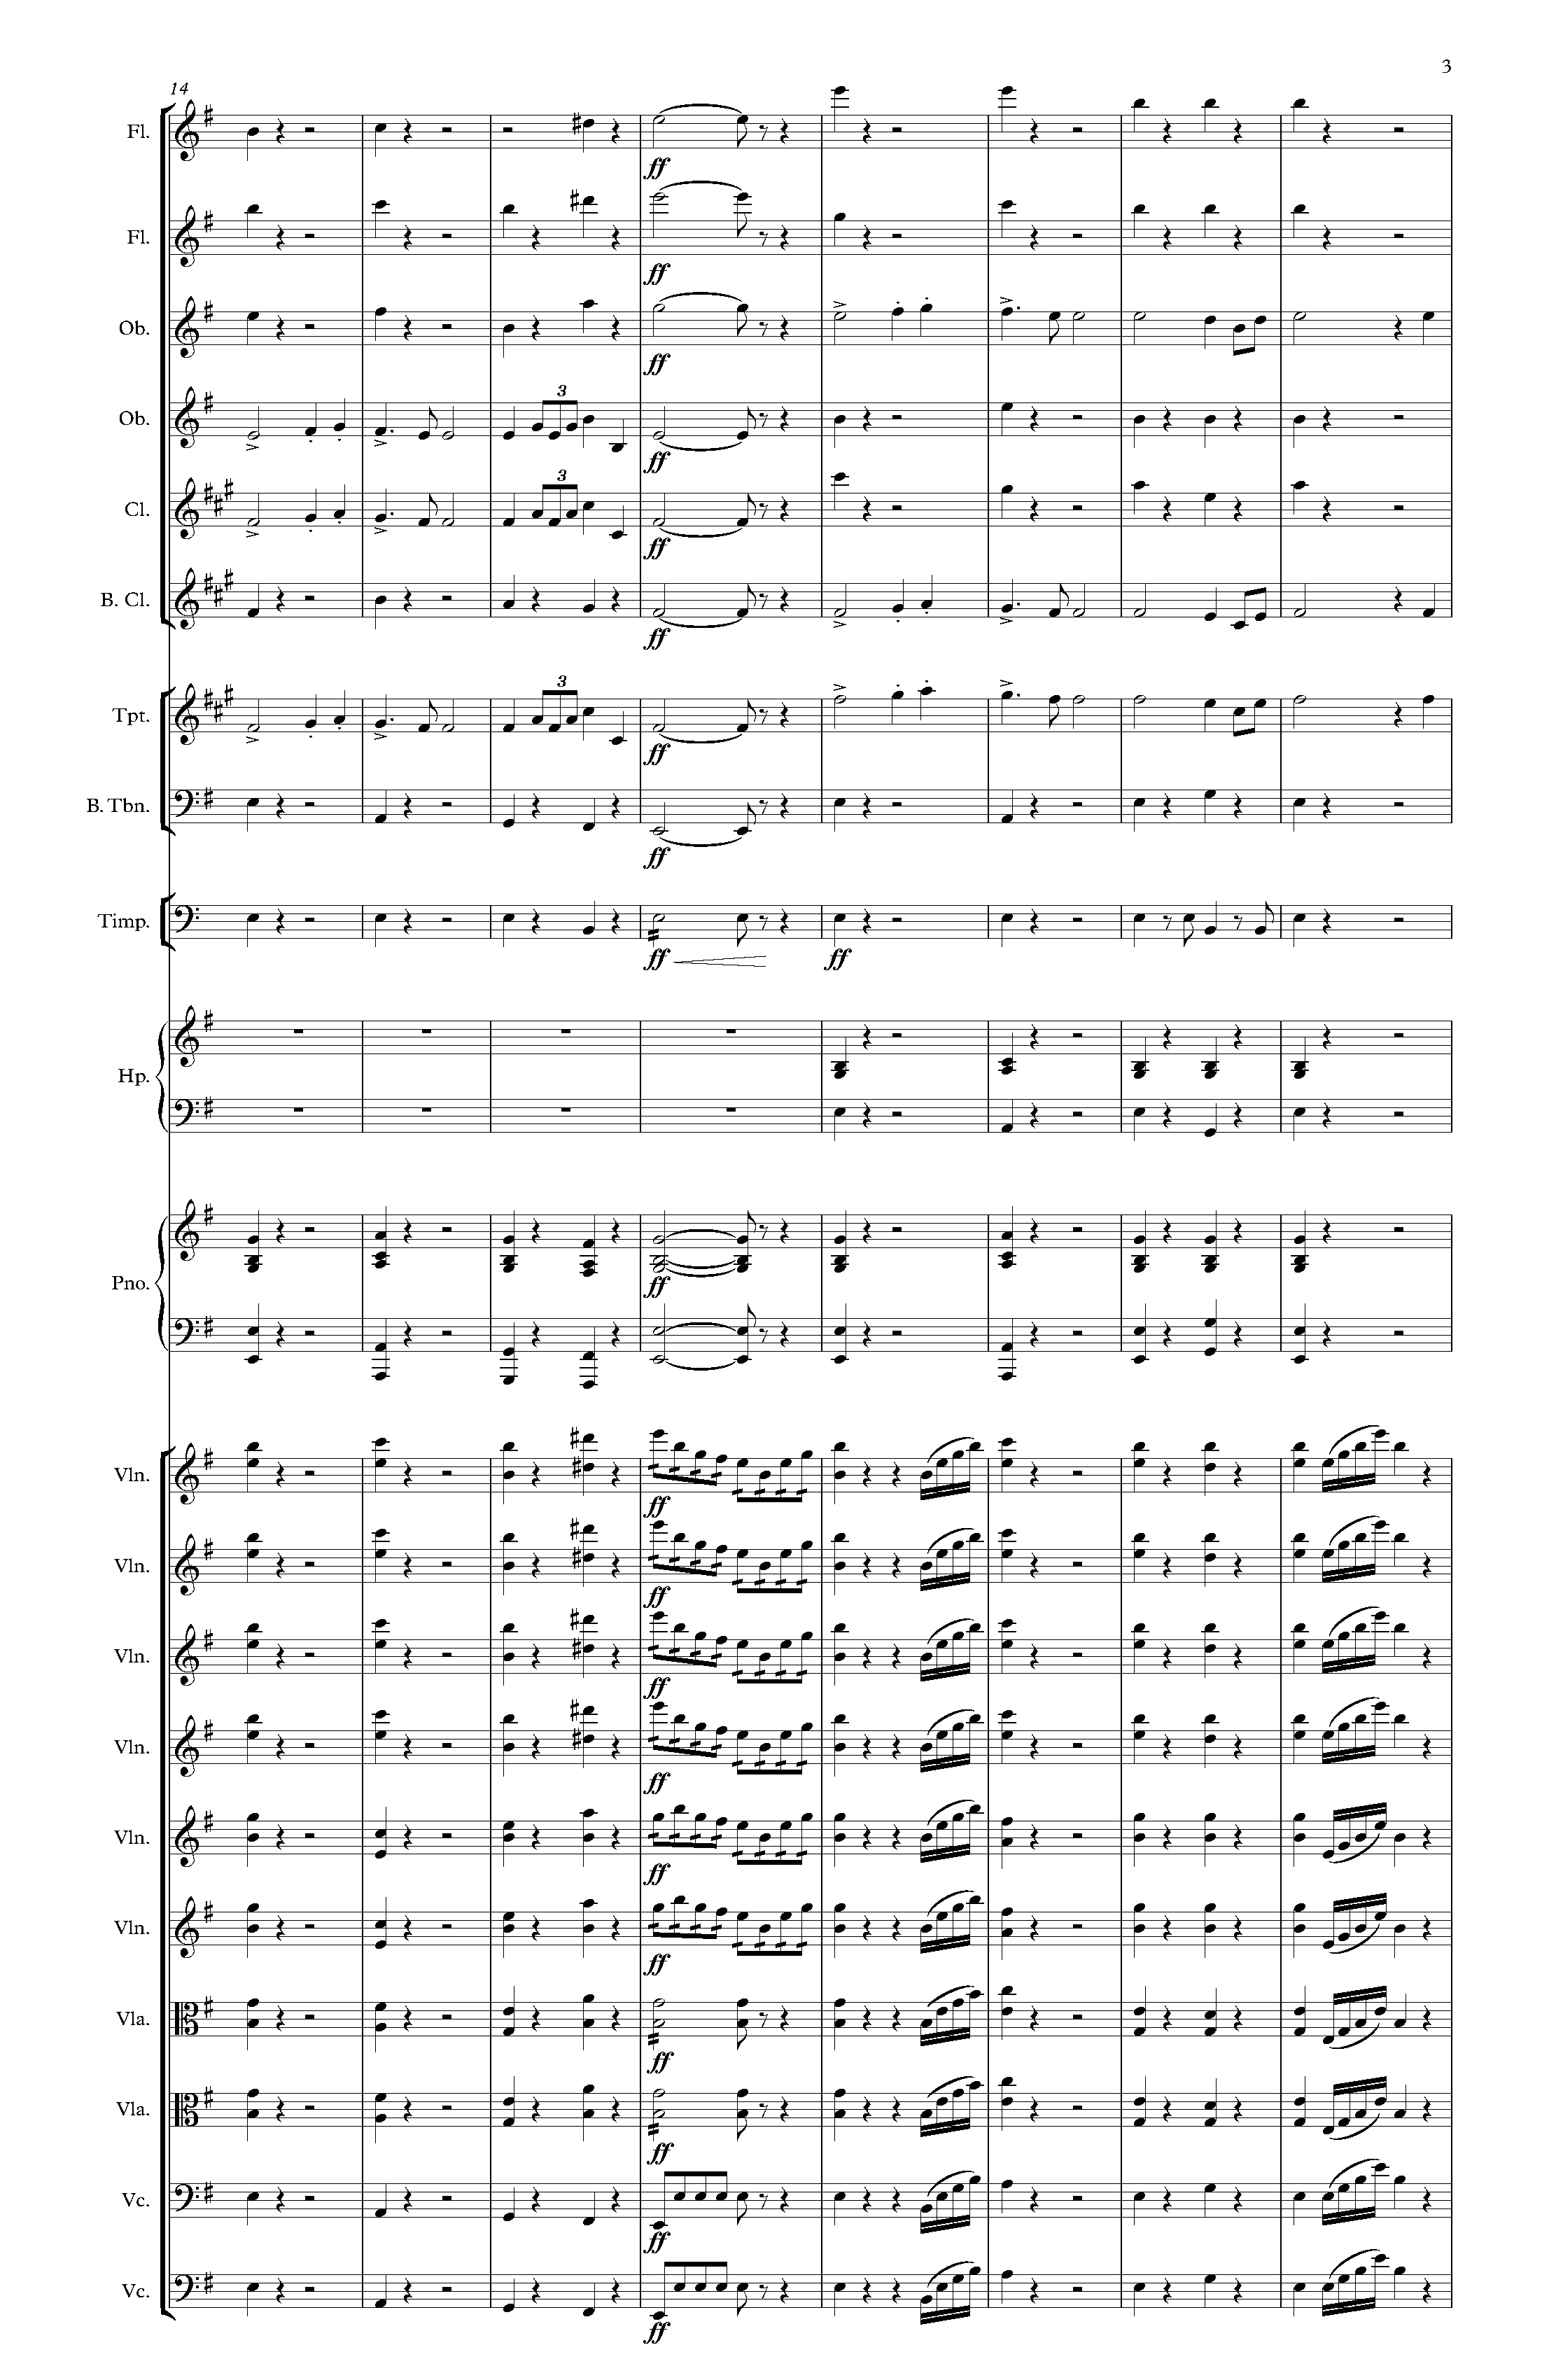 3
14
Fl.
ff
Fl.
ff
Ob.
ff
3
Ob.
ff
3
Cl.
ff
B. Cl.
ff
3
Tpt.
ff
B. Tbn.
ff
Timp.
ff ff
Hp.
Pno.
ff
Vln.
ff
Vln.
ff
Vln.
ff
Vln.
ff
Vln.
ff
Vln.
ff
Vla.
ff
Vla.
ff
Vc.
ff
Vc.
ff